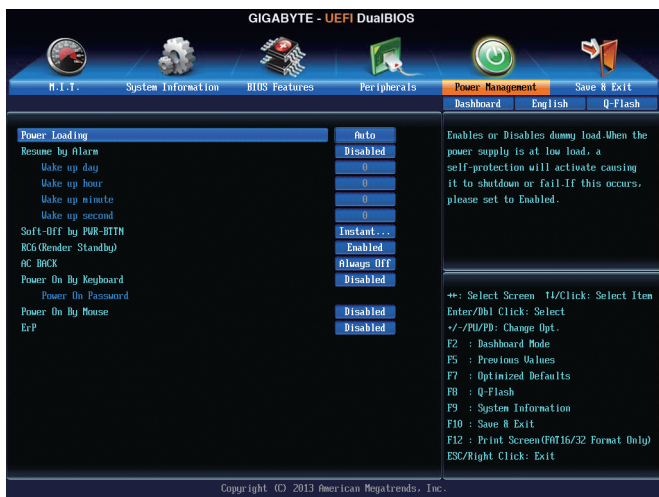 GIGABYTE - UEFI DualBIOS
M.I.T.
System Information
BIOS Features
Peripherals
Power Management
Save & Exit
Dashboard
English
Q-Flash
Power Loading Auto
Resume by Alarm Disabled
Wake up day 0
Wake up hour 0
Wake up minute 0
Wake up second 0
Soft-Off by PWR-BTTN Instant...
RC6(Render Standby) Enabled
AC BACK Always Off
Power On By Keyboard Disabled
Power On Password
Power On By Mouse Disabled
ErP Disabled
Enables or Disables dummy load.When the
power supply is at low load, a
self-protection will activate causing
it to shutdown or fail.If this occurs,
please set to Enabled.
→←: Select Screen ↑↓/Click: Select Item
Enter/Dbl Click: Select
+/-/PU/PD: Change Opt.
F2 : Dashboard Mode
F5 : Previous Values
F7 : Optimized Defaults
F8 : Q-Flash
F9 : System Information
F10 : Save & Exit
F12 : Print Screen(FAT16/32 Format Only)
ESC/Right Click: Exit
Copyright (C) 2013 American Megatrends, Inc.